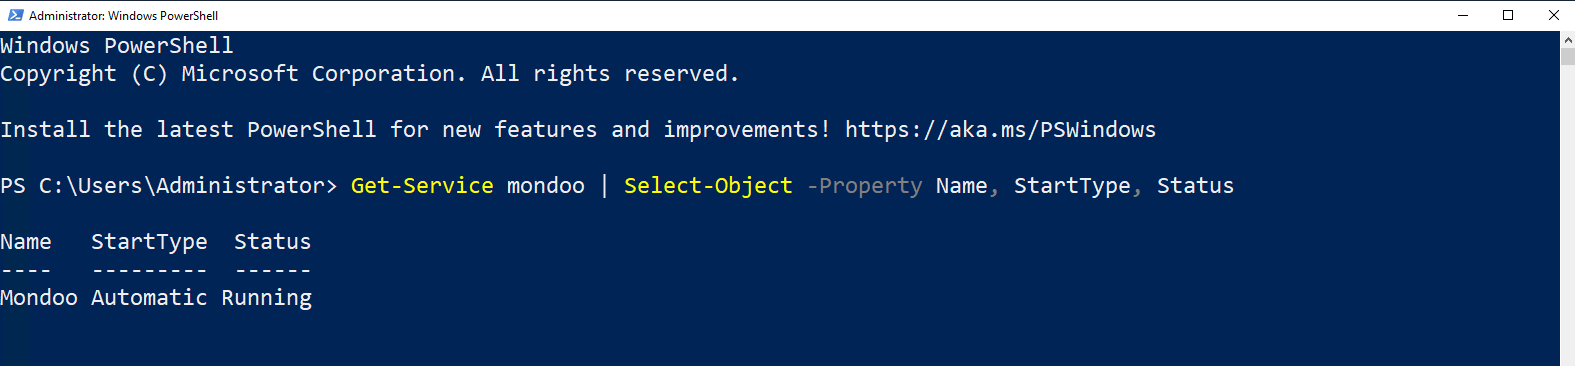 Administrator: Windows PowerShell
Windows PowerShell
Copyright (C) Microsoft Corporation. All rights reserved.
Install the latest PowerShell for new features and improvements! https://aka.ms/PSWindows
PS C:\Users\Administrator> Get-Service mondoo | Select-Object -Property Name, StartType, Status
Name   StartType  Status
----   ---------  ------
Mondoo Automatic Running